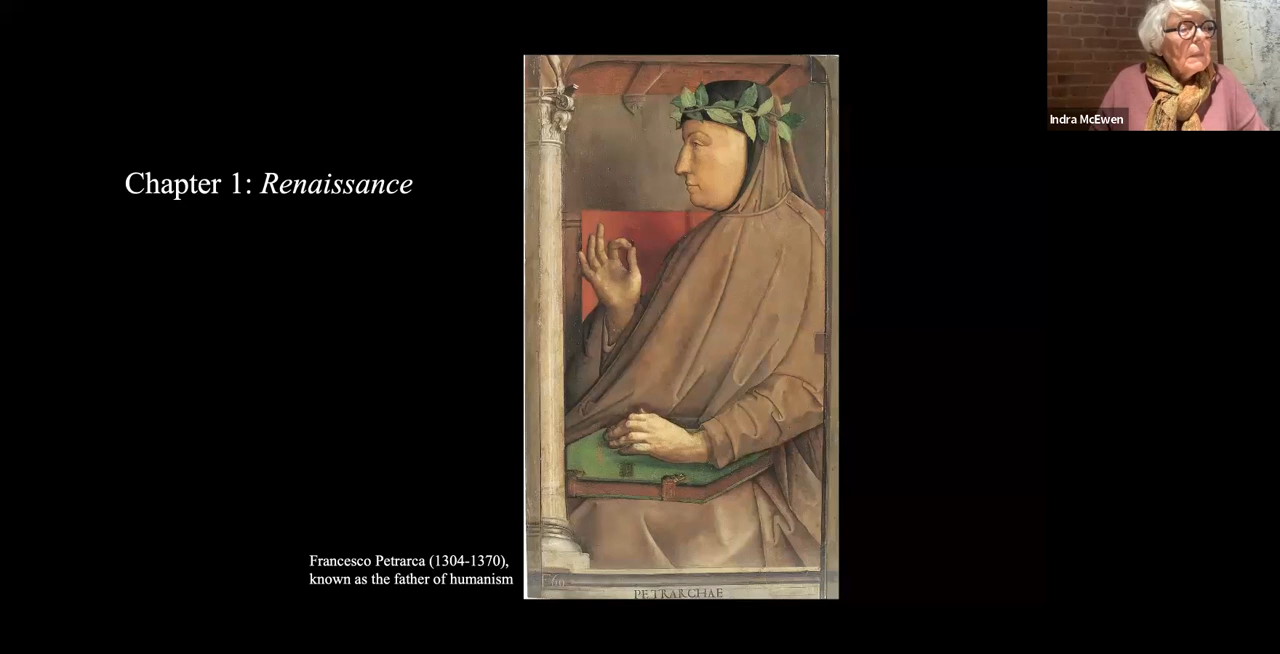 Chapter 1: Renaissance
Francesco Petrarca (1304-1370),
known as the father of humanism
PETRARCHAE
Indra McEwen